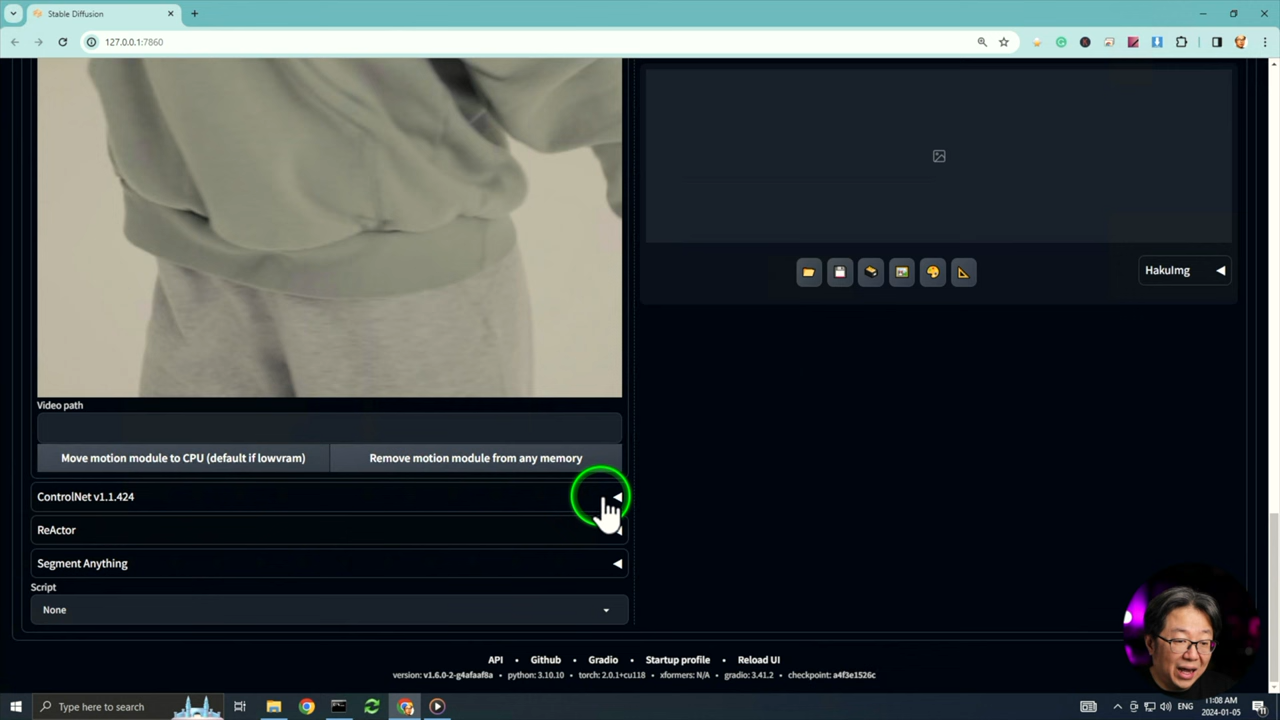 Stable Diffusion
127.0.0.1:7860
HakuImg
Video path
Move motion module to CPU (default if lowvram)
Remove motion module from any memory
ControlNet v1.1.424
ReActor
Segment Anything
Script
None
API • Github • Gradio • Startup profile • Reload UI
version: v1.6.0-2-g4afaaf8a • python: 3.10.10 • torch: 2.0.1+cu118 • xformers: N/A • gradio: 3.41.2 • checkpoint: a4f3e1526c
Type here to search
ENG
11:08 AM
2024-01-05